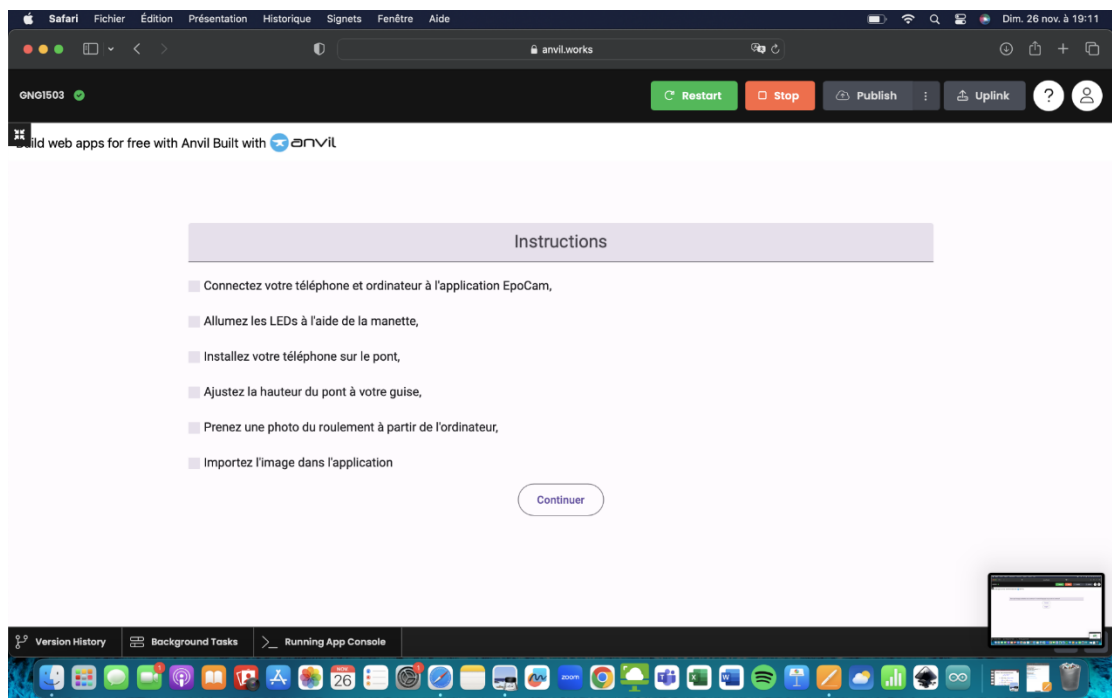 Safari Fichier Édition Présentation Historique Signets Fenêtre Aide Dim. 26 nov. à 19:11
anvil.works
GNG1503 Restart Stop Publish Uplink ?
ild web apps for free with Anvil Built with anvil
Instructions
Connectez votre téléphone et ordinateur à l'application EpoCam,
Allumez les LEDs à l'aide de la manette,
Installez votre téléphone sur le pont,
Ajustez la hauteur du pont à votre guise,
Prenez une photo du roulement à partir de l'ordinateur,
Importez l'image dans l'application
Continuer
Version History Background Tasks Running App Console
NOV
26
zoom